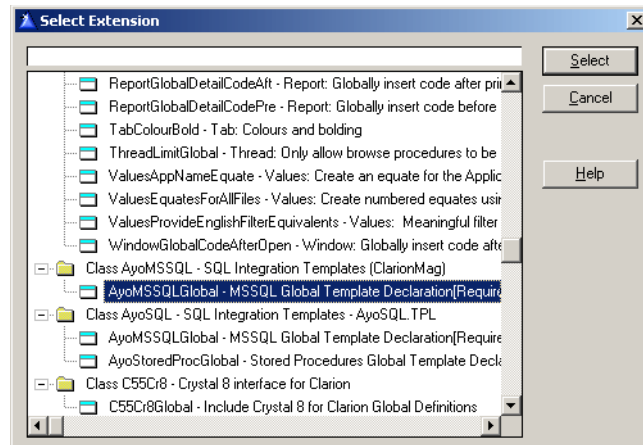 Select Extension
Select
ReportGlobalDetailCodeAft - Report: Globally insert code after pri
ReportGlobalDetailCodePre - Report: Globally insert code before
Cancel
TabColourBold - Tab: Colours and bolding
ThreadLimitGlobal - Thread: Only allow browse procedures to be
ValuesAppNameEquate - Values: Create an equate for the Applic
Help
ValuesEquatesForAllFiles - Values: Create numbered equates usi
ValuesProvideEnglishFilterEquivalents - Values:  Meaningful filter
WindowGlobalCodeAfterOpen - Window: Globally insert code afte
Class AyoMSSQL - SQL Integration Templates (ClarionMag)
AyoMSSQLGlobal - MSSQL Global Template Declaration[Require
Class AyoSQL - SQL Integration Templates - AyoSQL.TPL
AyoMSSQLGlobal - MSSQL Global Template Declaration[Require
AyoStoredProcGlobal - Stored Procedures Global Template Decla
Class C55Cr8 - Crystal 8 interface for Clarion
C55Cr8Global - Include Crystal 8 for Clarion Global Definitions